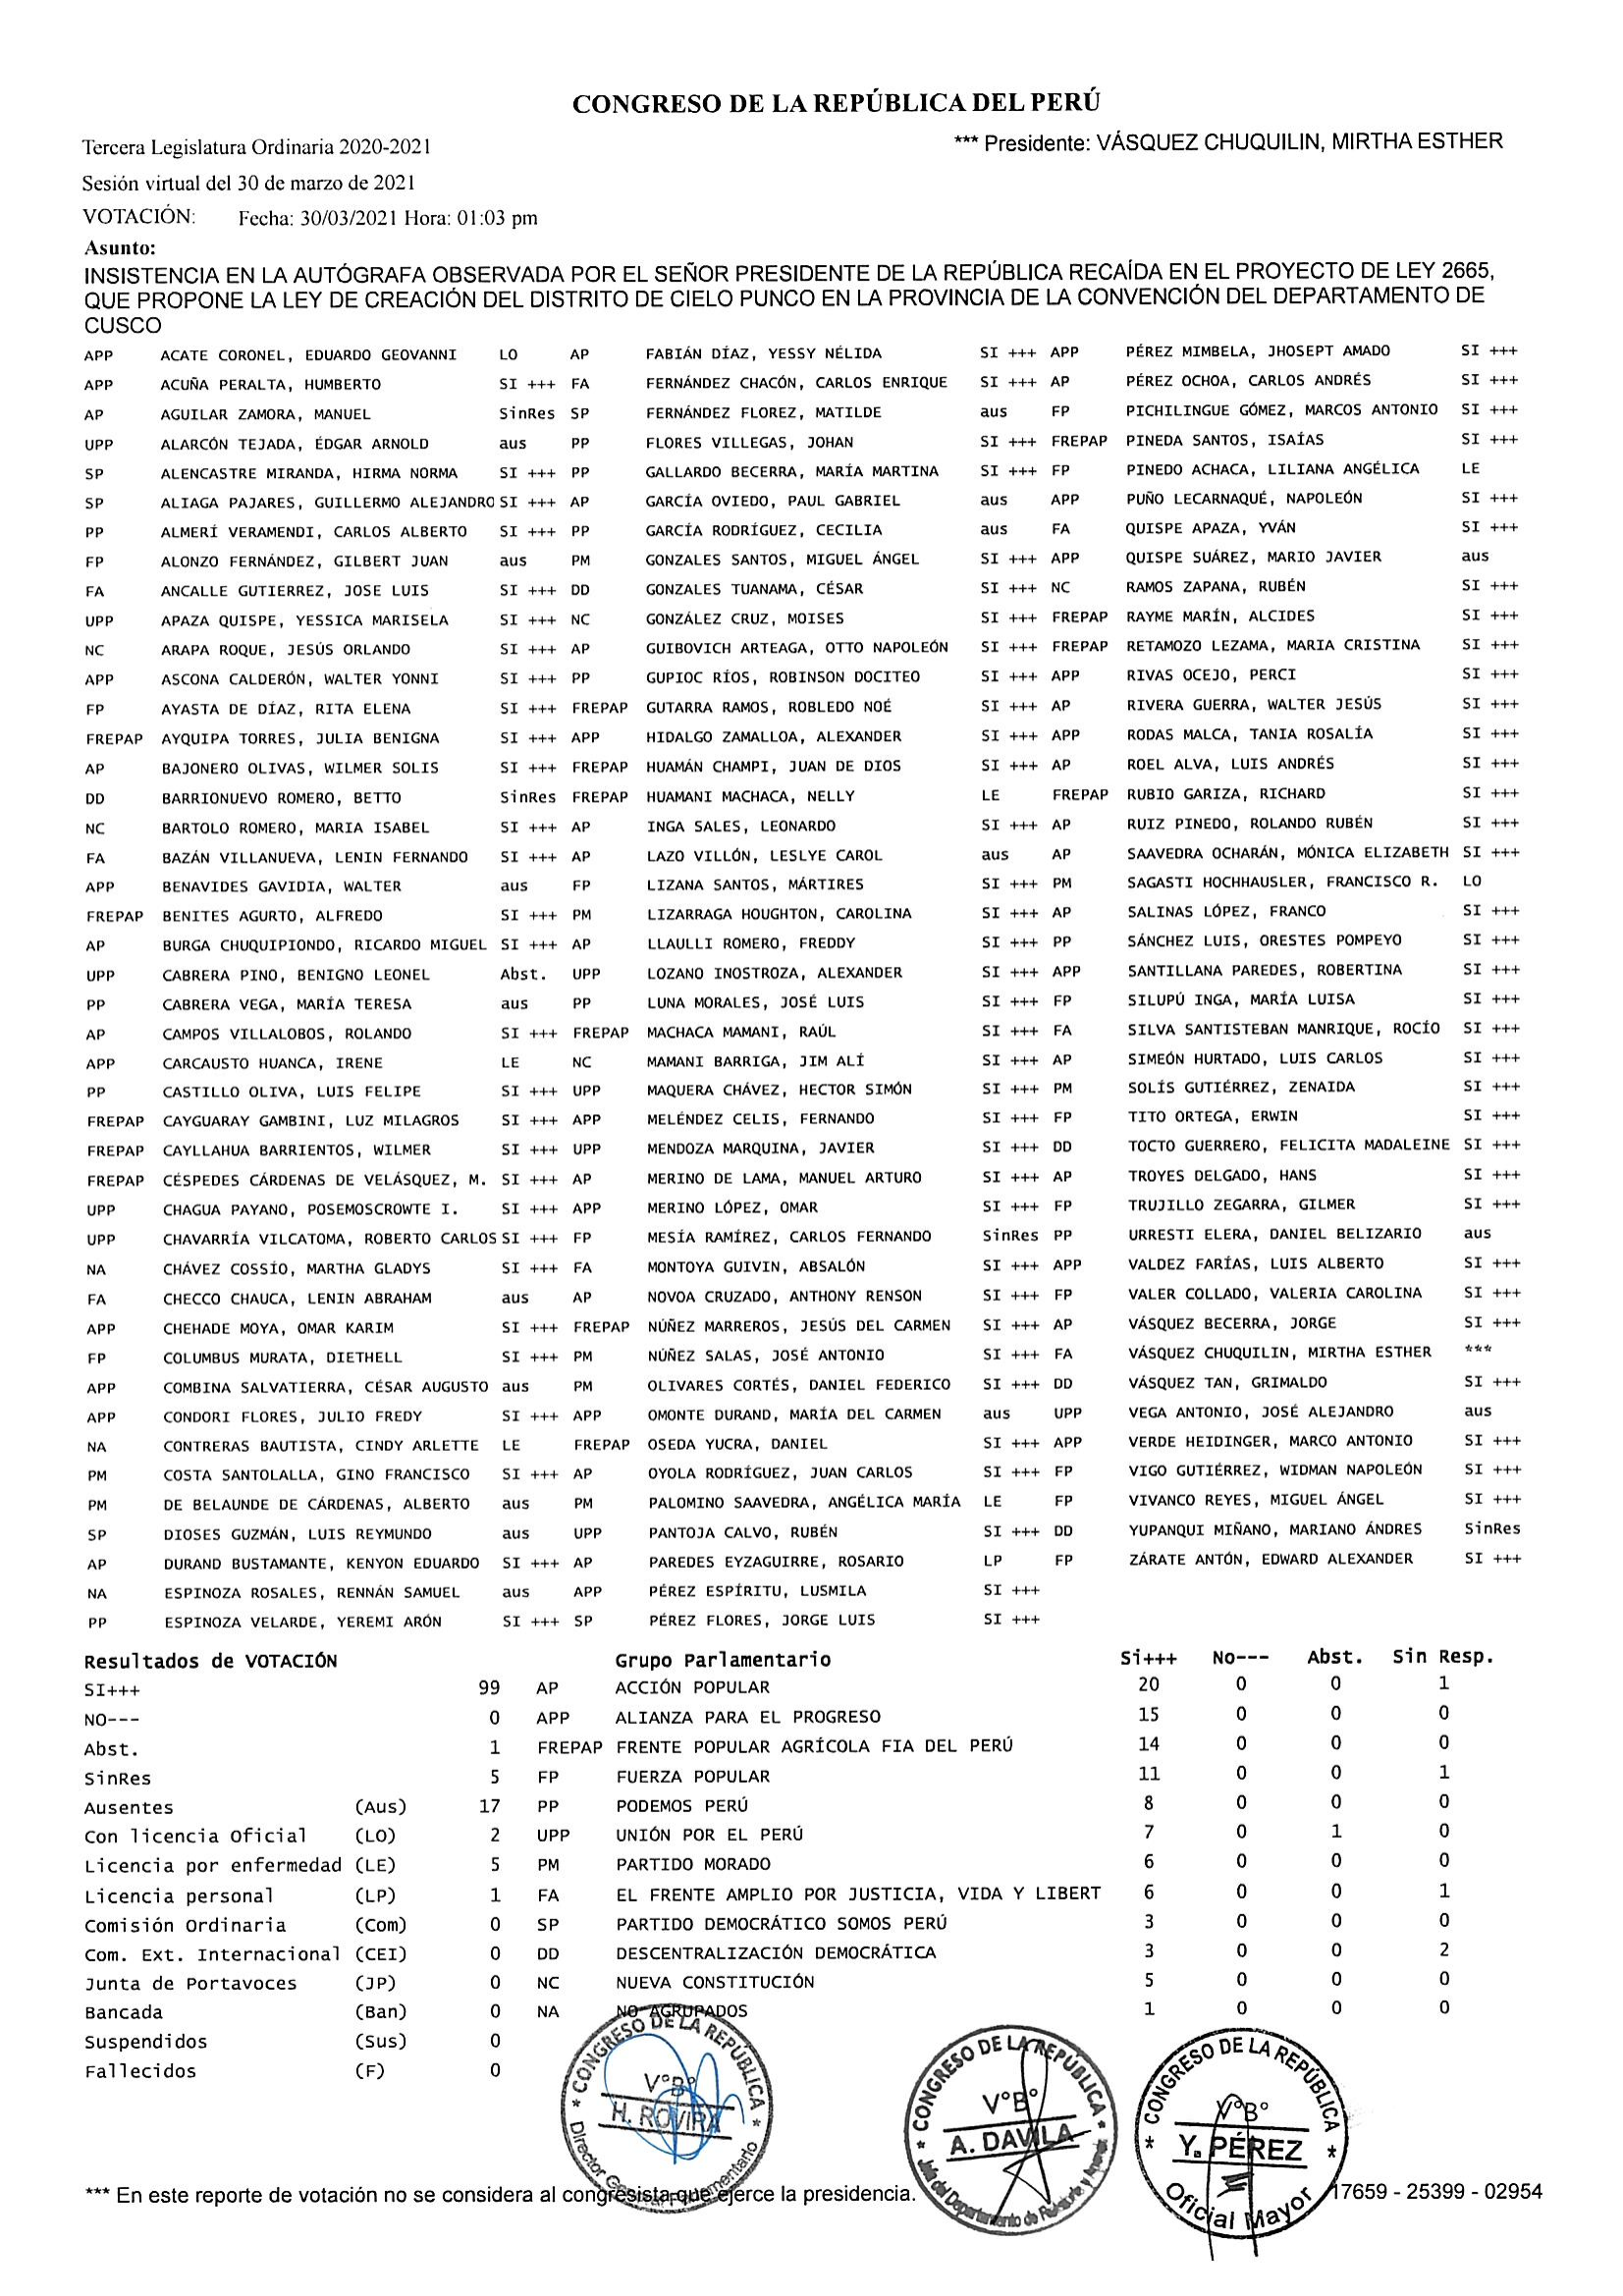 CONGRESO DE LA REPÚBLICA DEL PERÚ
Tercera Legislatura Ordinaria 2020-2021 *** Presidente: VÁSQUEZ CHUQUILIN, MIRTHA ESTHER
Sesión virtual del 30 de marzo de 2021
VOTACIÓN: Fecha: 30/03/2021 Hora: 01:03 pm
Asunto:
INSISTENCIA EN LA AUTÓGRAFA OBSERVADA POR EL SEÑOR PRESIDENTE DE LA REPÚBLICA RECAÍDA EN EL PROYECTO DE LEY 2665,
QUE PROPONE LA LEY DE CREACIÓN DEL DISTRITO DE CIELO PUNCO EN LA PROVINCIA DE LA CONVENCIÓN DEL DEPARTAMENTO DE
CUSCO
APP ACATE CORONEL, EDUARDO GEOVANNI LO AP FABIÁN DÍAZ, YESSY NÉLIDA SI +++ APP PÉREZ MIMBELA, JHOSEPT AMADO SI +++
APP ACUÑA PERALTA, HUMBERTO SI +++ FA FERNÁNDEZ CHACÓN, CARLOS ENRIQUE SI +++ AP PÉREZ OCHOA, CARLOS ANDRÉS SI +++
AP AGUILAR ZAMORA, MANUEL SinRes SP FERNÁNDEZ FLOREZ, MATILDE aus FP PICHILINGUE GÓMEZ, MARCOS ANTONIO SI +++
UPP ALARCÓN TEJADA, ÉDGAR ARNOLD aus PP FLORES VILLEGAS, JOHAN SI +++ FREPAP PINEDA SANTOS, ISAÍAS SI +++
SP ALENCASTRE MIRANDA, HIRMA NORMA SI +++ PP GALLARDO BECERRA, MARÍA MARTINA SI +++ FP PINEDO ACHACA, LILIANA ANGÉLICA LE
SP ALIAGA PAJARES, GUILLERMO ALEJANDRO SI +++ AP GARCÍA OVIEDO, PAUL GABRIEL aus APP PUÑO LECARNAQUÉ, NAPOLEÓN SI +++
PP ALMERÍ VERAMENDI, CARLOS ALBERTO SI +++ PP GARCÍA RODRÍGUEZ, CECILIA aus FA QUISPE APAZA, YVÁN SI +++
FP ALONZO FERNÁNDEZ, GILBERT JUAN aus PM GONZALES SANTOS, MIGUEL ÁNGEL SI +++ APP QUISPE SUÁREZ, MARIO JAVIER aus
FA ANCALLE GUTIERREZ, JOSE LUIS SI +++ DD GONZALES TUANAMA, CÉSAR SI +++ NC RAMOS ZAPANA, RUBÉN SI +++
UPP APAZA QUISPE, YESSICA MARISELA SI +++ NC GONZÁLEZ CRUZ, MOISES SI +++ FREPAP RAYME MARÍN, ALCIDES SI +++
NC ARAPA ROQUE, JESÚS ORLANDO SI +++ AP GUIBOVICH ARTEAGA, OTTO NAPOLEÓN SI +++ FREPAP RETAMOZO LEZAMA, MARIA CRISTINA SI +++
APP ASCONA CALDERÓN, WALTER YONNI SI +++ PP GUPIOC RÍOS, ROBINSON DOCITEO SI +++ APP RIVAS OCEJO, PERCI SI +++
FP AYASTA DE DÍAZ, RITA ELENA SI +++ FREPAP GUTARRA RAMOS, ROBLEDO NOÉ SI +++ AP RIVERA GUERRA, WALTER JESÚS SI +++
FREPAP AYQUIPA TORRES, JULIA BENIGNA SI +++ APP HIDALGO ZAMALLOA, ALEXANDER SI +++ APP RODAS MALCA, TANIA ROSALÍA SI +++
AP BAJONERO OLIVAS, WILMER SOLIS SI +++ FREPAP HUAMÁN CHAMPI, JUAN DE DIOS SI +++ AP ROEL ALVA, LUIS ANDRÉS SI +++
DD BARRIONUEVO ROMERO, BETTO SinRes FREPAP HUAMANI MACHACA, NELLY LE FREPAP RUBIO GARIZA, RICHARD SI +++
NC BARTOLO ROMERO, MARIA ISABEL SI +++ AP INGA SALES, LEONARDO SI +++ AP RUIZ PINEDO, ROLANDO RUBÉN SI +++
FA BAZÁN VILLANUEVA, LENIN FERNANDO SI +++ AP LAZO VILLÓN, LESLYE CAROL aus AP SAAVEDRA OCHARÁN, MÓNICA ELIZABETH SI +++
APP BENAVIDES GAVIDIA, WALTER aus FP LIZANA SANTOS, MÁRTIRES SI +++ PM SAGASTI HOCHHAUSLER, FRANCISCO R. LO
FREPAP BENITES AGURTO, ALFREDO SI +++ PM LIZARRAGA HOUGHTON, CAROLINA SI +++ AP SALINAS LÓPEZ, FRANCO SI +++
AP BURGA CHUQUIPIONDO, RICARDO MIGUEL SI +++ AP LLAULLI ROMERO, FREDDY SI +++ PP SÁNCHEZ LUIS, ORESTES POMPEYO SI +++
UPP CABRERA PINO, BENIGNO LEONEL Abst. UPP LOZANO INOSTROZA, ALEXANDER SI +++ APP SANTILLANA PAREDES, ROBERTINA SI +++
PP CABRERA VEGA, MARÍA TERESA aus PP LUNA MORALES, JOSÉ LUIS SI +++ FP SILUPÚ INGA, MARÍA LUISA SI +++
AP CAMPOS VILLALOBOS, ROLANDO SI +++ FREPAP MACHACA MAMANI, RAÚL SI +++ FA SILVA SANTISTEBAN MANRIQUE, ROCÍO SI +++
APP CARCAUSTO HUANCA, IRENE LE NC MAMANI BARRIGA, JIM ALÍ SI +++ AP SIMEÓN HURTADO, LUIS CARLOS SI +++
PP CASTILLO OLIVA, LUIS FELIPE SI +++ UPP MAQUERA CHÁVEZ, HECTOR SIMÓN SI +++ PM SOLÍS GUTIÉRREZ, ZENAIDA SI +++
FREPAP CAYGUARAY GAMBINI, LUZ MILAGROS SI +++ APP MELÉNDEZ CELIS, FERNANDO SI +++ FP TITO ORTEGA, ERWIN SI +++
FREPAP CAYLLAHUA BARRIENTOS, WILMER SI +++ UPP MENDOZA MARQUINA, JAVIER SI +++ DD TOCTO GUERRERO, FELICITA MADALEINE SI +++
FREPAP CÉSPEDES CÁRDENAS DE VELÁSQUEZ, M. SI +++ AP MERINO DE LAMA, MANUEL ARTURO SI +++ AP TROYES DELGADO, HANS SI +++
UPP CHAGUA PAYANO, POSEMOSCROWTE I. SI +++ APP MERINO LÓPEZ, OMAR SI +++ FP TRUJILLO ZEGARRA, GILMER SI +++
UPP CHAVARRÍA VILCATOMA, ROBERTO CARLOS SI +++ FP MESÍA RAMÍREZ, CARLOS FERNANDO SinRes PP URRESTI ELERA, DANIEL BELIZARIO aus
NA CHÁVEZ COSSÍO, MARTHA GLADYS SI +++ FA MONTOYA GUIVIN, ABSALÓN SI +++ APP VALDEZ FARÍAS, LUIS ALBERTO SI +++
FA CHECCO CHAUCA, LENIN ABRAHAM aus AP NOVOA CRUZADO, ANTHONY RENSON SI +++ FP VALER COLLADO, VALERIA CAROLINA SI +++
APP CHEHADE MOYA, OMAR KARIM SI +++ FREPAP NÚÑEZ MARREROS, JESÚS DEL CARMEN SI +++ AP VÁSQUEZ BECERRA, JORGE SI +++
FP COLUMBUS MURATA, DIETHELL SI +++ PM NÚÑEZ SALAS, JOSÉ ANTONIO SI +++ FA VÁSQUEZ CHUQUILIN, MIRTHA ESTHER ***
APP COMBINA SALVATIERRA, CÉSAR AUGUSTO aus PM OLIVARES CORTÉS, DANIEL FEDERICO SI +++ DD VÁSQUEZ TAN, GRIMALDO SI +++
APP CONDORI FLORES, JULIO FREDY SI +++ APP OMONTE DURAND, MARÍA DEL CARMEN aus UPP VEGA ANTONIO, JOSÉ ALEJANDRO aus
NA CONTRERAS BAUTISTA, CINDY ARLETTE LE FREPAP OSEDA YUCRA, DANIEL SI +++ APP VERDE HEIDINGER, MARCO ANTONIO SI +++
PM COSTA SANTOLALLA, GINO FRANCISCO SI +++ AP OYOLA RODRÍGUEZ, JUAN CARLOS SI +++ FP VIGO GUTIÉRREZ, WIDMAN NAPOLEÓN SI +++
PM DE BELAUNDE DE CÁRDENAS, ALBERTO aus PM PALOMINO SAAVEDRA, ANGÉLICA MARÍA LE FP VIVANCO REYES, MIGUEL ÁNGEL SI +++
SP DIOSES GUZMÁN, LUIS REYMUNDO aus UPP PANTOJA CALVO, RUBÉN SI +++ DD YUPANQUI MIÑANO, MARIANO ÁNDRES SinRes
AP DURAND BUSTAMANTE, KENYON EDUARDO SI +++ AP PAREDES EYZAGUIRRE, ROSARIO LP FP ZÁRATE ANTÓN, EDWARD ALEXANDER SI +++
NA ESPINOZA ROSALES, RENNÁN SAMUEL aus APP PÉREZ ESPÍRITU, LUSMILA SI +++
PP ESPINOZA VELARDE, YEREMI ARÓN SI +++ SP PÉREZ FLORES, JORGE LUIS SI +++
Resultados de VOTACIÓN Grupo Parlamentario Si+++ No--- Abst. Sin Resp.
SI+++ 99 AP ACCIÓN POPULAR 20 0 0 1
NO--- 0 APP ALIANZA PARA EL PROGRESO 15 0 0 0
Abst. 1 FREPAP FRENTE POPULAR AGRÍCOLA FIA DEL PERÚ 14 0 0 0
SinRes 5 FP FUERZA POPULAR 11 0 0 1
Ausentes (Aus) 17 PP PODEMOS PERÚ 8 0 0 0
Con licencia Oficial (LO) 2 UPP UNIÓN POR EL PERÚ 7 0 1 0
Licencia por enfermedad (LE) 5 PM PARTIDO MORADO 6 0 0 0
Licencia personal (LP) 1 FA EL FRENTE AMPLIO POR JUSTICIA, VIDA Y LIBERT 6 0 0 1
Comisión Ordinaria (Com) 0 SP PARTIDO DEMOCRÁTICO SOMOS PERÚ 3 0 0 0
Com. Ext. Internacional (CEI) 0 DD DESCENTRALIZACIÓN DEMOCRÁTICA 3 0 0 2
Junta de Portavoces (JP) 0 NC NUEVA CONSTITUCIÓN 5 0 0 0
Bancada (Ban) 0 NA NO AGRUPADOS 1 0 0 0
Suspendidos (Sus) 0
Fallecidos (F) 0
* CONGRESO DE LA REPÚBLICA *
V°B°
H. ROVIRA
Director General Parlamentario
* CONGRESO DE LA REPÚBLICA *
V°B°
A. DAVILA
Jefa del Departamento de
* CONGRESO DE LA REPÚBLICA *
V°B°
Y. PÉREZ
Oficial Mayor
*** En este reporte de votación no se considera al congresista que ejerce la presidencia. 17659 - 25399 - 02954